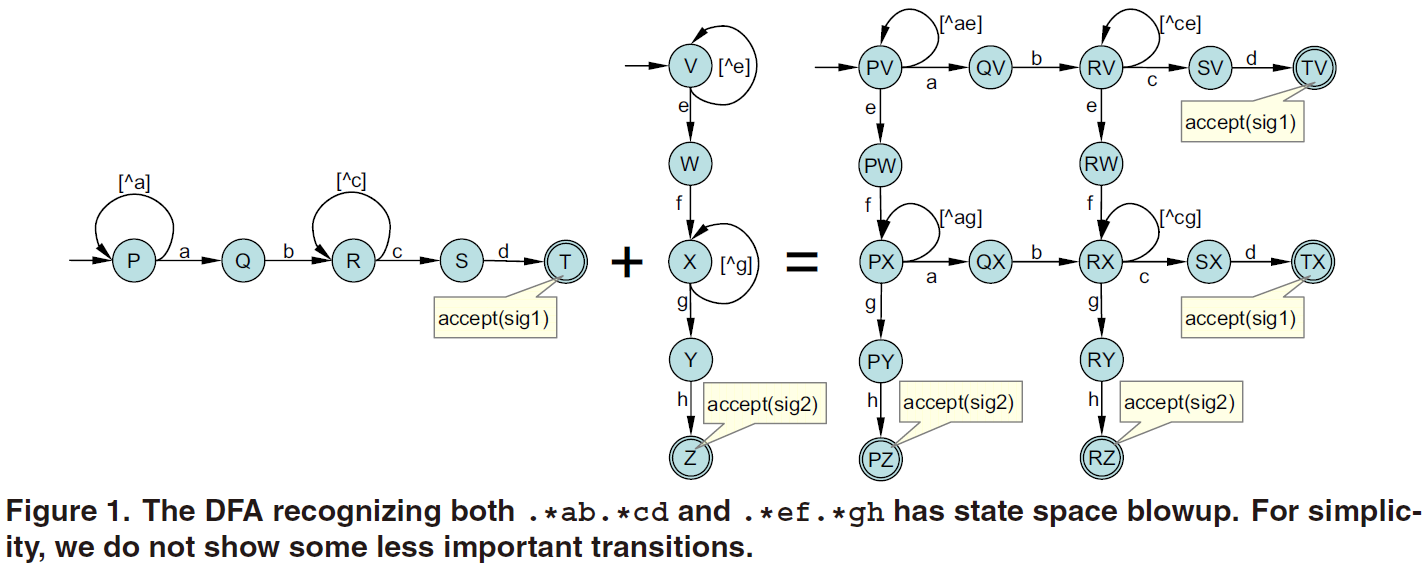 [^a]
[^c]
P a Q b R c S d T
accept(sig1)
+
V [^e]
e
W
f
X [^g]
g
Y
h
accept(sig2)
Z
=
[^ae] [^ce]
PV a QV b RV c SV d TV
accept(sig1)
e e
PW RW
f f
[^ag] [^cg]
PX a QX b RX c SX d TX
accept(sig1)
g g
PY RY
h accept(sig2) h accept(sig2)
PZ RZ
Figure 1. The DFA recognizing both .*ab.*cd and .*ef.*gh has state space blowup. For simplic-
ity, we do not show some less important transitions.